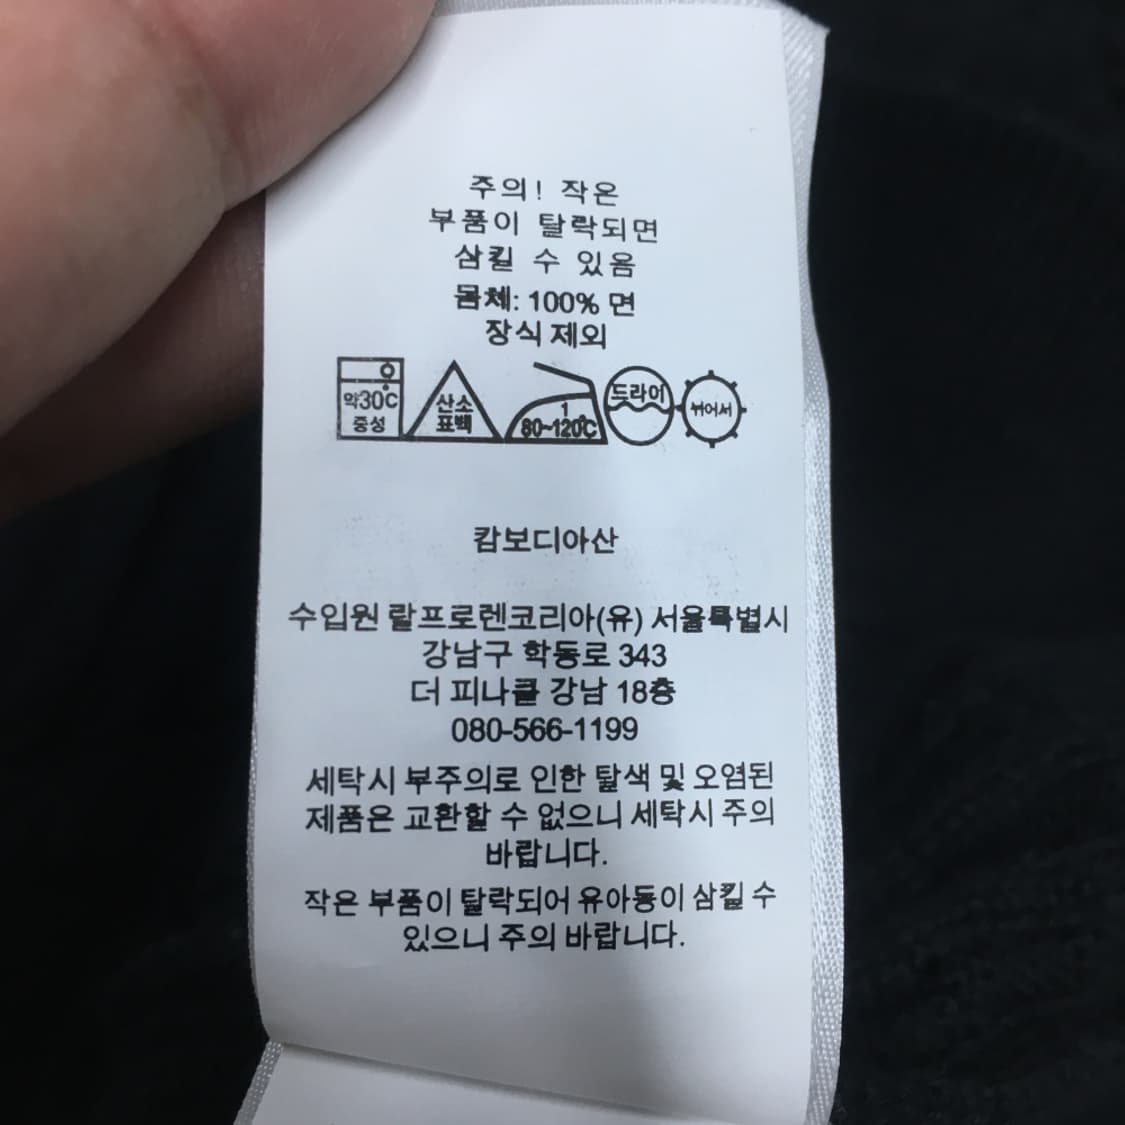 주의! 작은
부품이 탈락되면
삼킬 수 있음
몸체: 100% 면
장식 제외
약30℃
중성
산소
표백
1
80~120℃
드라이
뉘어서
캄보디아산
수입원 랄프로렌코리아(유) 서울특별시
강남구 학동로 343
더 피나클 강남 18층
080-566-1199
세탁시 부주의로 인한 탈색 및 오염된
제품은 교환할 수 없으니 세탁시 주의
바랍니다.
작은 부품이 탈락되어 유아동이 삼킬 수
있으니 주의 바랍니다.